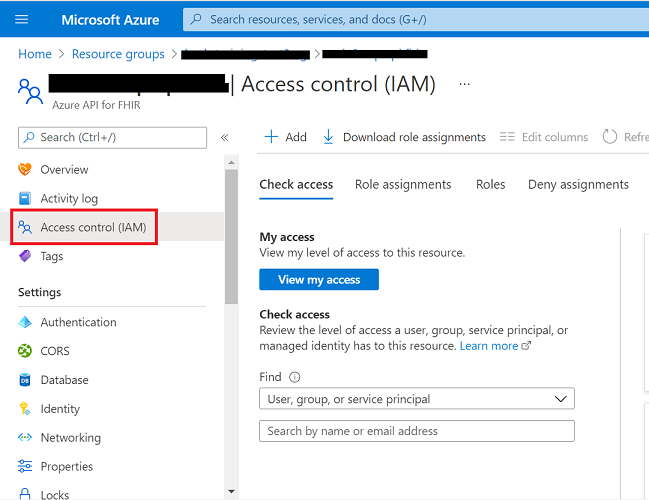 Microsoft Azure
Search resources, services, and docs (G+/)
Home > Resource groups > >
| Access control (IAM) ...
Azure API for FHIR
Search (Ctrl+/) «
+ Add Download role assignments Edit columns Refre
Overview
Activity log
Access control (IAM)
Tags
Settings
Authentication
CORS
Database
Identity
Networking
Properties
Locks
Check access Role assignments Roles Deny assignments
My access
View my level of access to this resource.
View my access
Check access
Review the level of access a user, group, service principal, or
managed identity has to this resource. Learn more
Find
User, group, or service principal
Search by name or email address